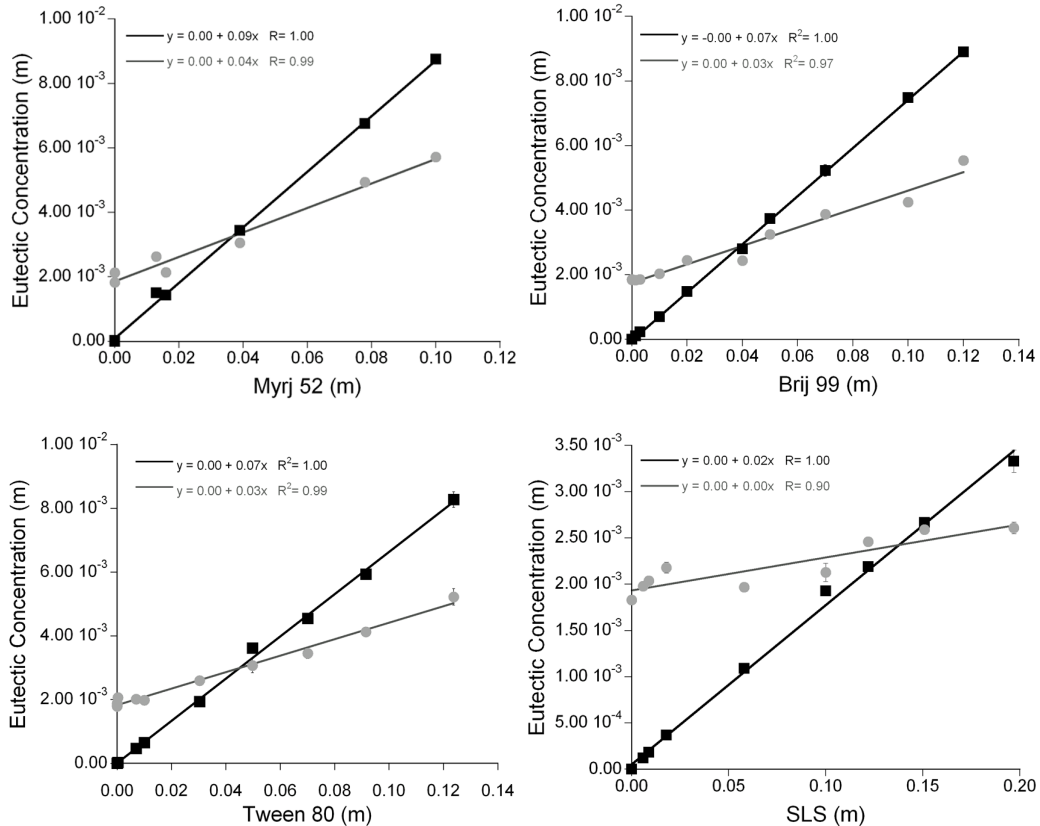 y = 0.00 + 0.09x R= 1.00
y = 0.00 + 0.04x R= 0.99
Eutectic Concentration (m)
1.00 10⁻²
8.00 10⁻³
6.00 10⁻³
4.00 10⁻³
2.00 10⁻³
0.00
0.00 0.02 0.04 0.06 0.08 0.10 0.12
Myrj 52 (m)
y = -0.00 + 0.07x R²= 1.00
y = 0.00 + 0.03x R²= 0.97
Eutectic Concentration (m)
1.00 10⁻²
8.00 10⁻³
6.00 10⁻³
4.00 10⁻³
2.00 10⁻³
0.00
0.00 0.02 0.04 0.06 0.08 0.10 0.12 0.14
Brij 99 (m)
y = 0.00 + 0.07x R²= 1.00
y = 0.00 + 0.03x R²= 0.99
Eutectic Concentration (m)
1.00 10⁻²
8.00 10⁻³
6.00 10⁻³
4.00 10⁻³
2.00 10⁻³
0.00
0.00 0.02 0.04 0.06 0.08 0.10 0.12 0.14
Tween 80 (m)
y = 0.00 + 0.02x R= 1.00
y = 0.00 + 0.00x R= 0.90
Eutectic Concentration (m)
3.50 10⁻³
3.00 10⁻³
2.50 10⁻³
2.00 10⁻³
1.50 10⁻³
1.00 10⁻³
5.00 10⁻⁴
0.00
0.00 0.05 0.10 0.15 0.20
SLS (m)